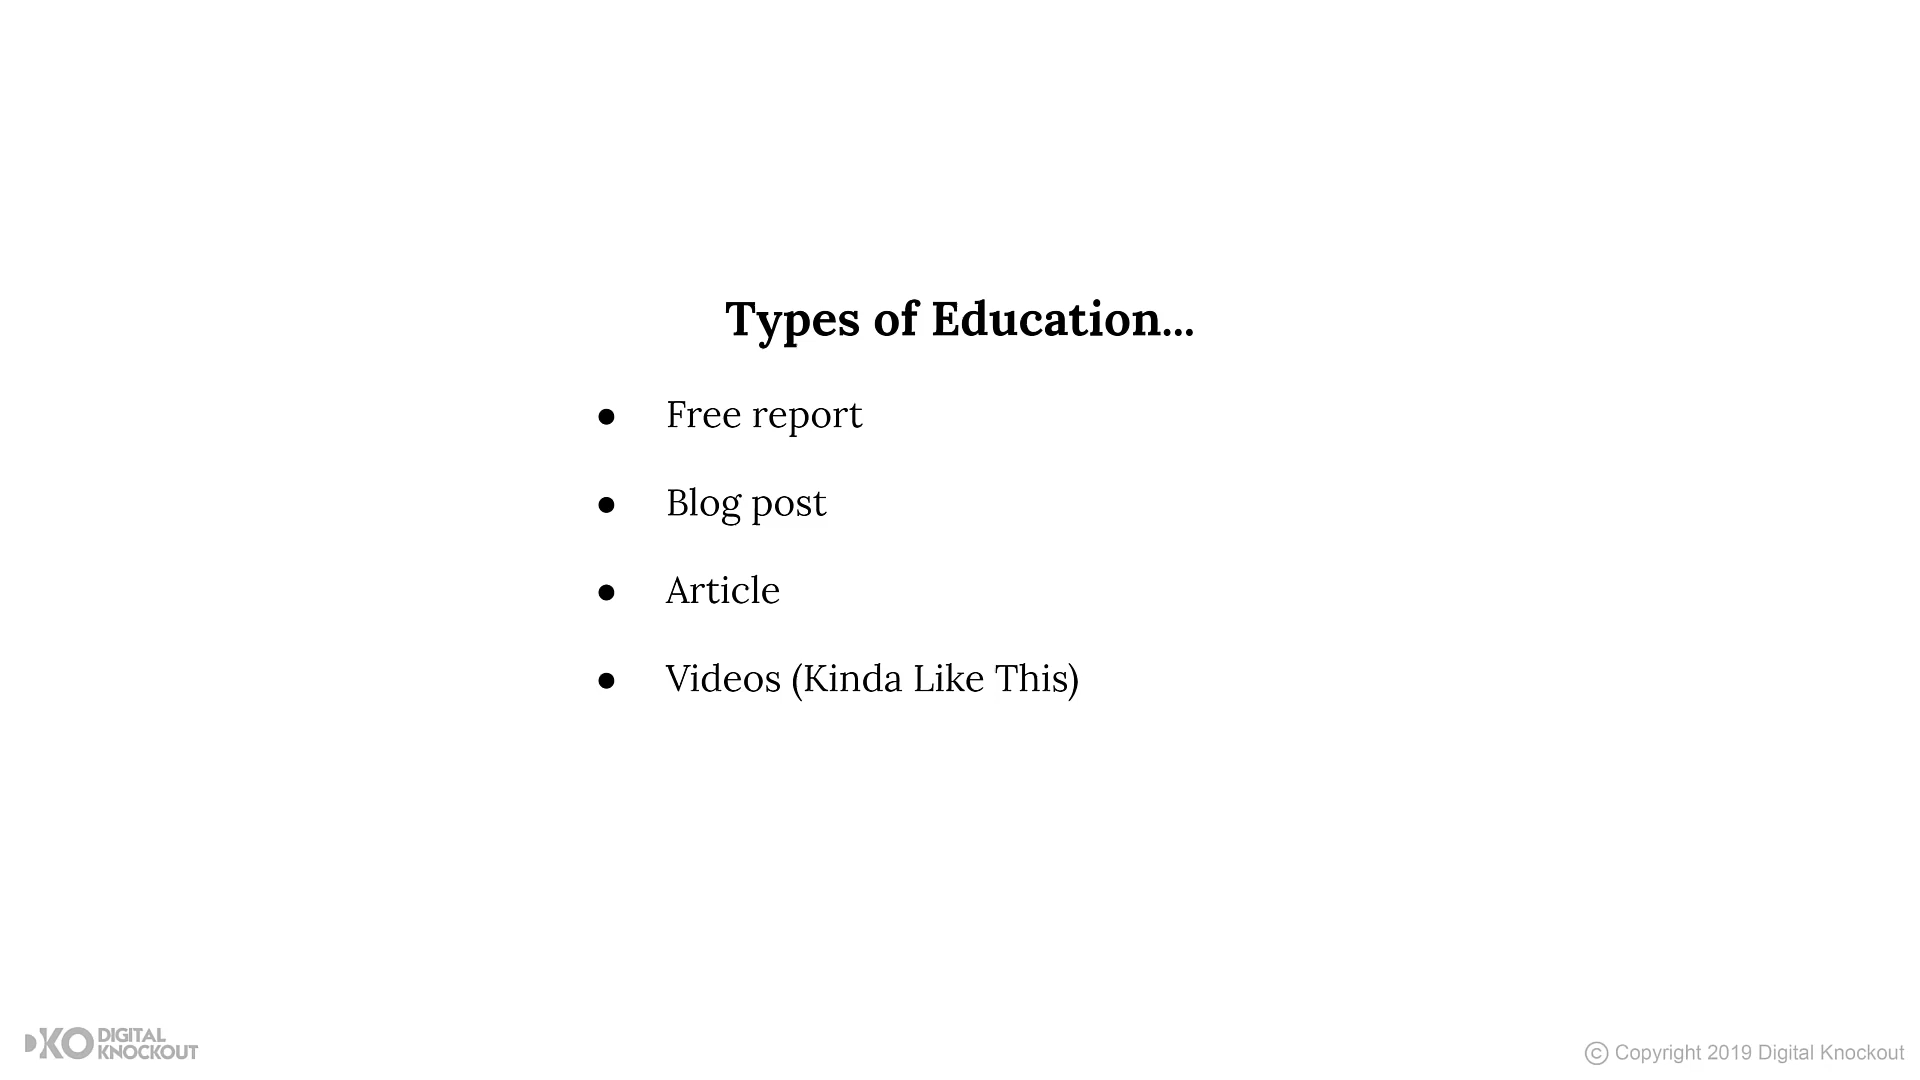 Types of Education...
● Free report
● Blog post
● Article
● Videos (Kinda Like This)
DKO DIGITAL
KNOCKOUT
© Copyright 2019 Digital Knockout